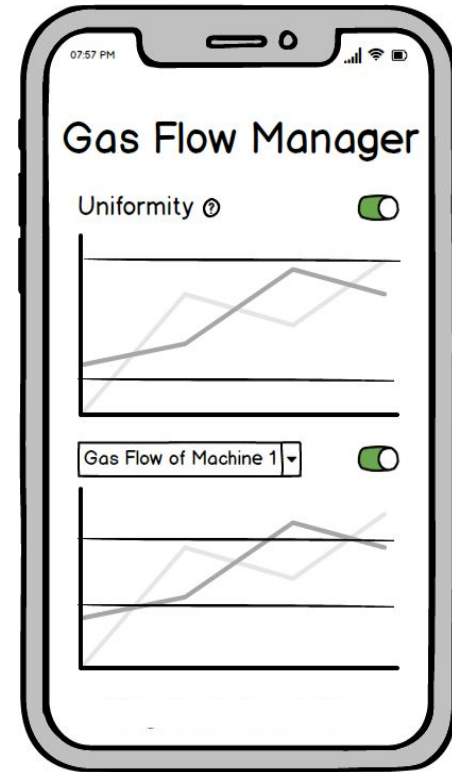 07:57 PM
Gas Flow Manager
Uniformity ?
Gas Flow of Machine 1